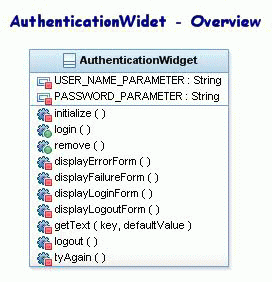 AuthenticationWidet - Overview
AuthenticationWidget
USER_NAME_PARAMETER : String
PASSWORD_PARAMETER : String
initialize ( )
login ( )
remove ( )
displayErrorForm ( )
displayFailureForm ( )
displayLoginForm ( )
displayLogoutForm ( )
getText ( key, defaultValue )
logout ( )
tyAgain ( )